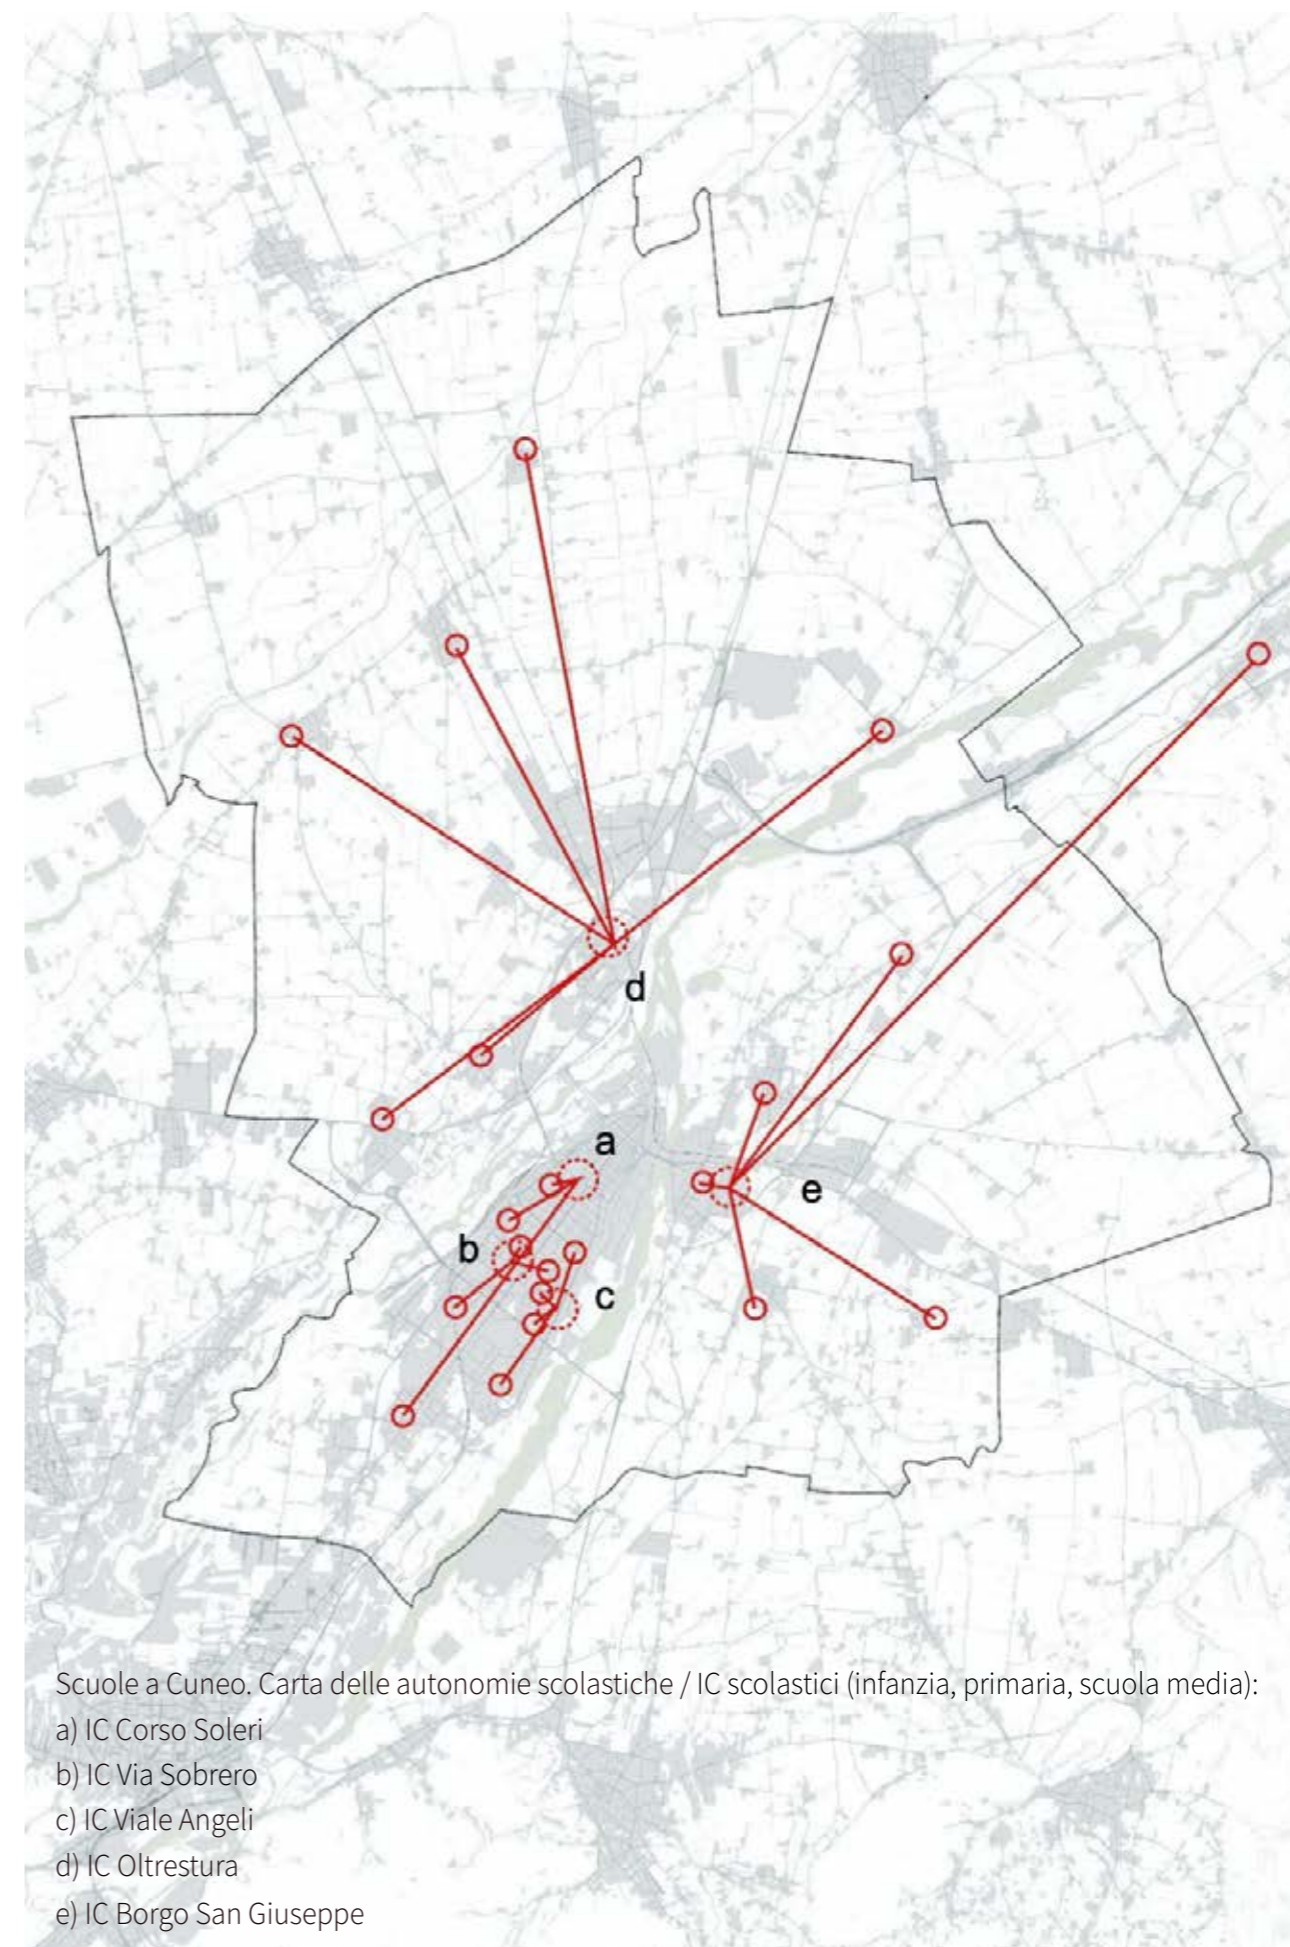 d
a
b
e
c
Scuole a Cuneo. Carta delle autonomie scolastiche / IC scolastici (infanzia, primaria, scuola media):
a) IC Corso Soleri
b) IC Via Sobrero
c) IC Viale Angeli
d) IC Oltrestura
e) IC Borgo San Giuseppe